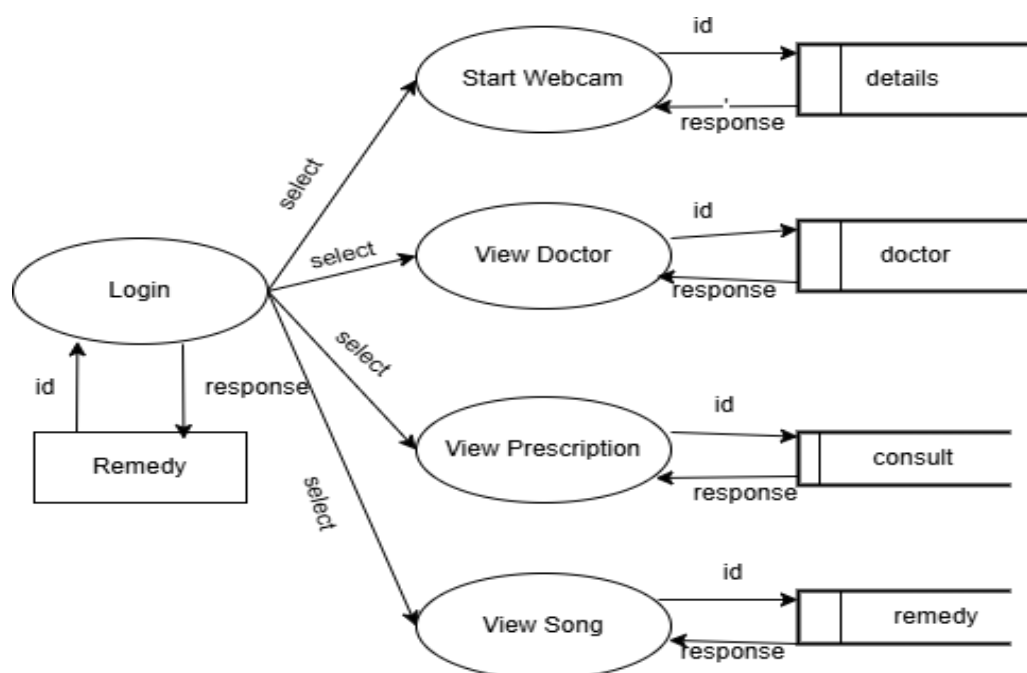 id
Start Webcam
details
response
select
id
select
View Doctor
doctor
response
Login
select
id
response
id
View Prescription
consult
Remedy
response
select
id
View Song
remedy
response